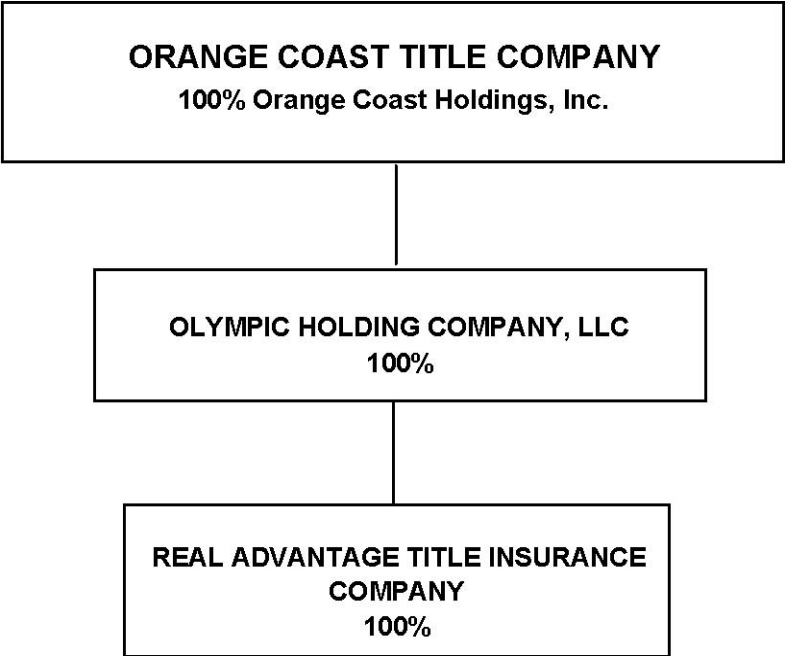 ORANGE COAST TITLE COMPANY
100% Orange Coast Holdings, Inc.
OLYMPIC HOLDING COMPANY, LLC
100%
REAL ADVANTAGE TITLE INSURANCE
COMPANY
100%